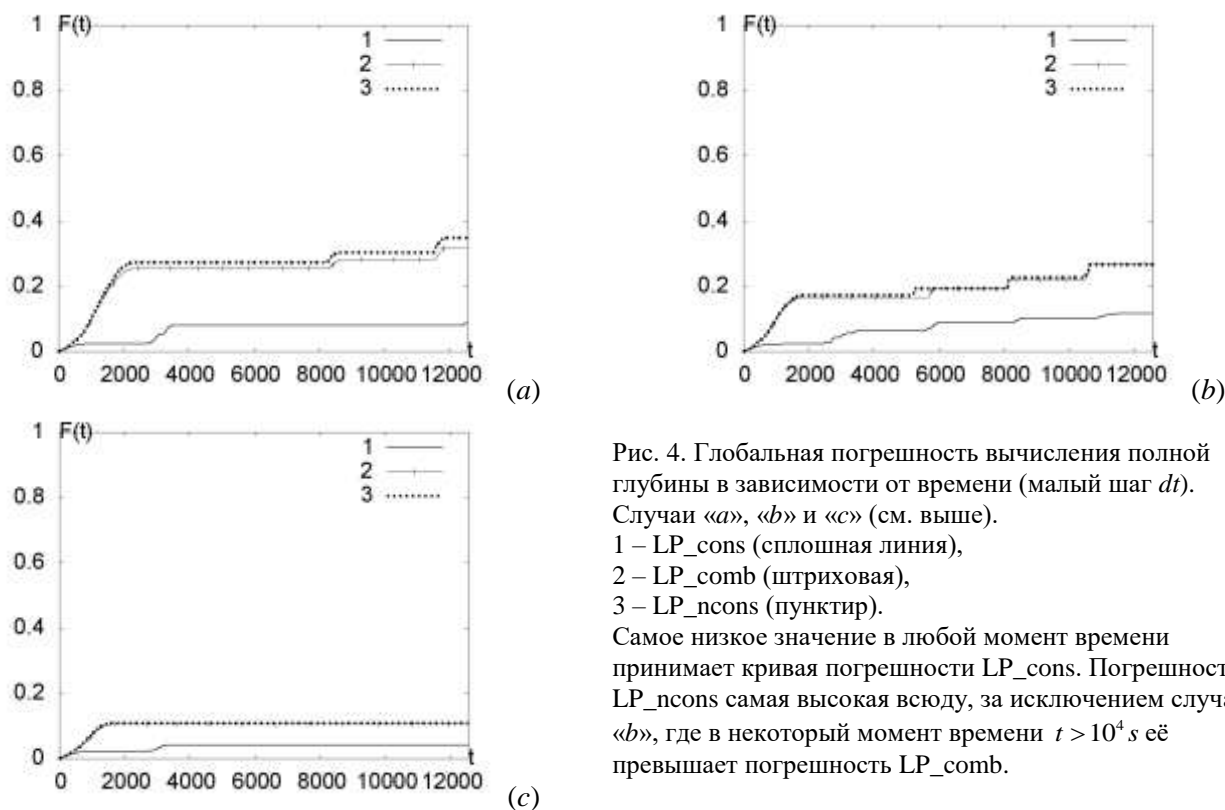 1
F(t)
1
2
3
0.8
0.6
0.4
0.2
0
t
0 2000 4000 6000 8000 10000 12000
(a)
1
F(t)
1
2
3
0.8
0.6
0.4
0.2
0
t
0 2000 4000 6000 8000 10000 12000
(b)
1
F(t)
1
2
3
0.8
0.6
0.4
0.2
0
t
0 2000 4000 6000 8000 10000 12000
(c)
Рис. 4. Глобальная погрешность вычисления полной
глубины в зависимости от времени (малый шаг dt).
Случаи «a», «b» и «c» (см. выше).
1 – LP_cons (сплошная линия),
2 – LP_comb (штриховая),
3 – LP_ncons (пунктир).
Самое низкое значение в любой момент времени
принимает кривая погрешности LP_cons. Погрешност
LP_ncons самая высокая всюду, за исключением случа
«b», где в некоторый момент времени t > 10⁴ s её
превышает погрешность LP_comb.